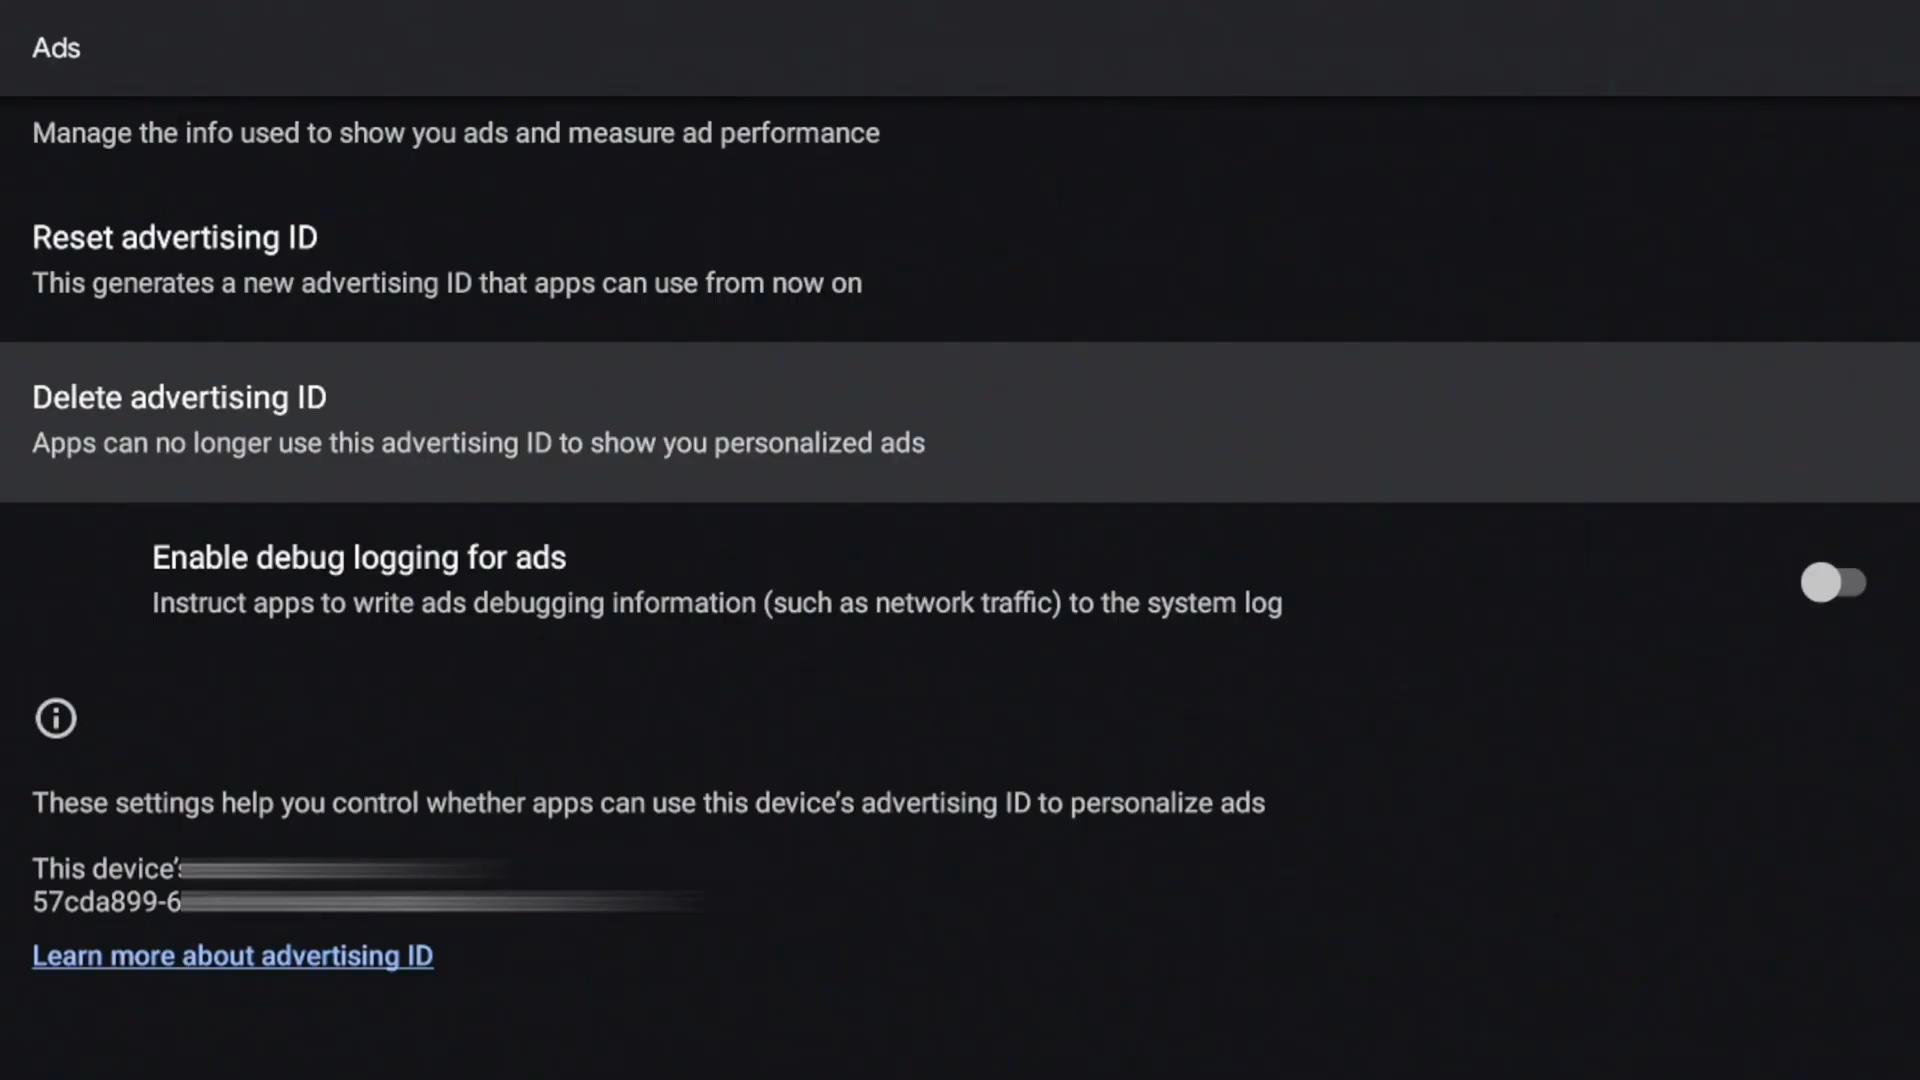 Ads
Manage the info used to show you ads and measure ad performance
Reset advertising ID
This generates a new advertising ID that apps can use from now on
Delete advertising ID
Apps can no longer use this advertising ID to show you personalized ads
Enable debug logging for ads
Instruct apps to write ads debugging information (such as network traffic) to the system log
These settings help you control whether apps can use this device’s advertising ID to personalize ads
This device’s
57cda899-6
Learn more about advertising ID